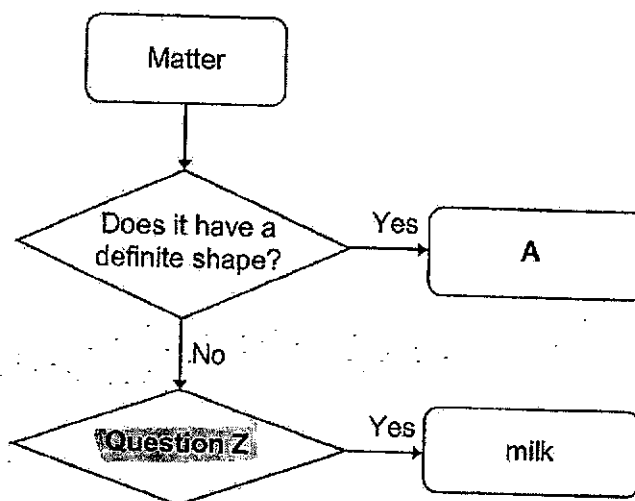 Matter
Does it have a
definite shape?
Yes
A
No
Question Z
Yes
milk